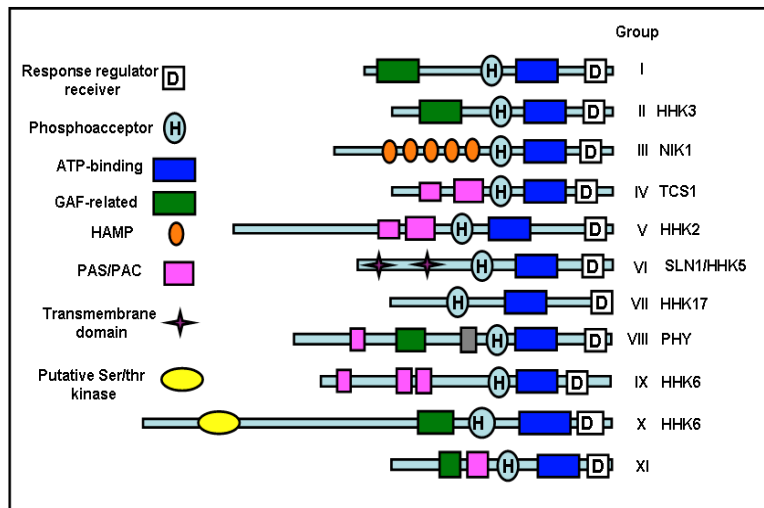 Group
Response regulator
receiver
D
Phosphoacceptor
H
ATP-binding
GAF-related
HAMP
PAS/PAC
Transmembrane
domain
Putative Ser/thr
kinase
H D I
H D II HHK3
H D III NIK1
H D IV TCS1
H D V HHK2
H D VI SLN1/HHK5
H D VII HHK17
H D VIII PHY
H D IX HHK6
H D X HHK6
H D XI